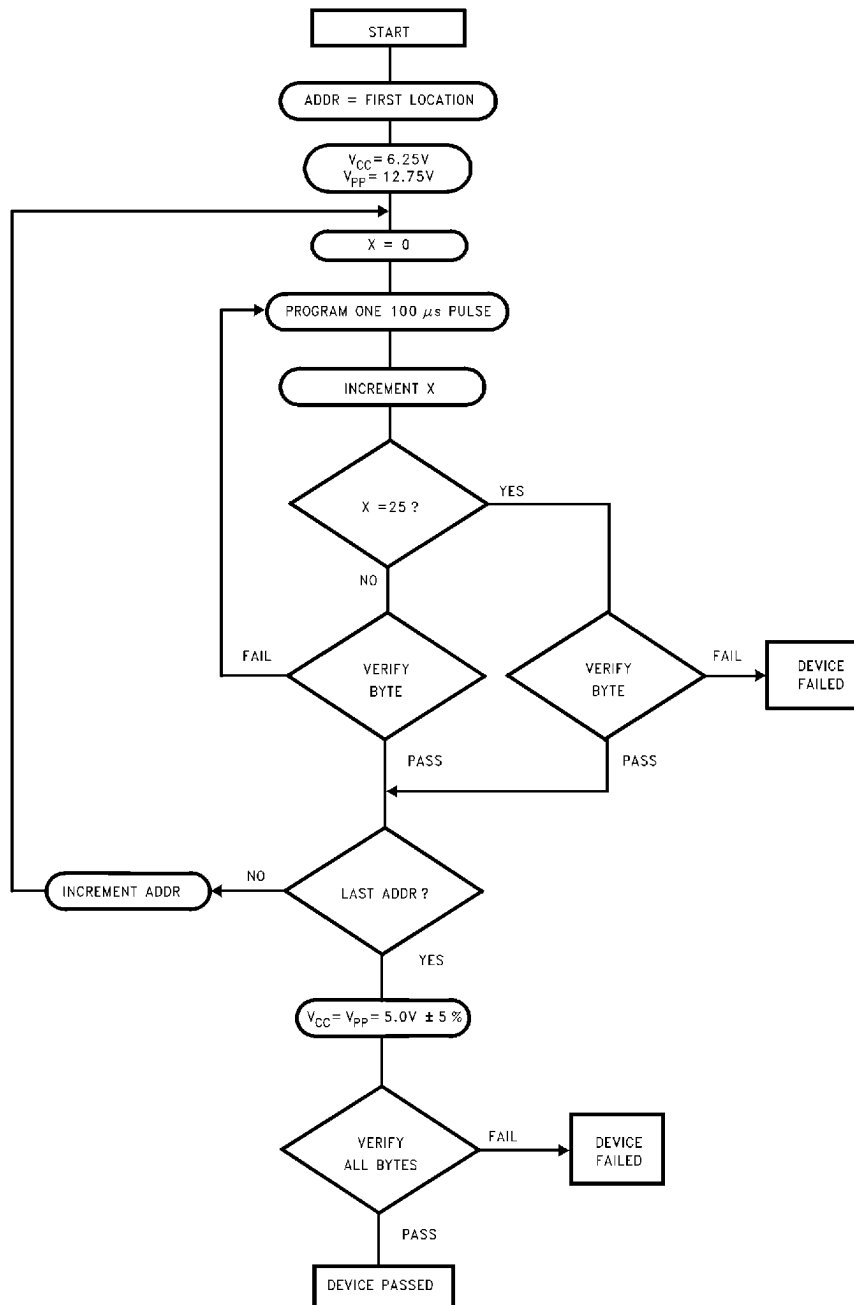 START
ADDR = FIRST LOCATION
VCC = 6.25V
VPP = 12.75V
X = 0
PROGRAM ONE 100 μs PULSE
INCREMENT X
X =25?
YES
NO
FAIL
VERIFY
BYTE
VERIFY
BYTE
FAIL
DEVICE
FAILED
PASS
PASS
INCREMENT ADDR
NO
LAST ADDR?
YES
VCC = VPP = 5.0V ± 5 %
VERIFY
ALL BYTES
FAIL
DEVICE
FAILED
PASS
DEVICE PASSED